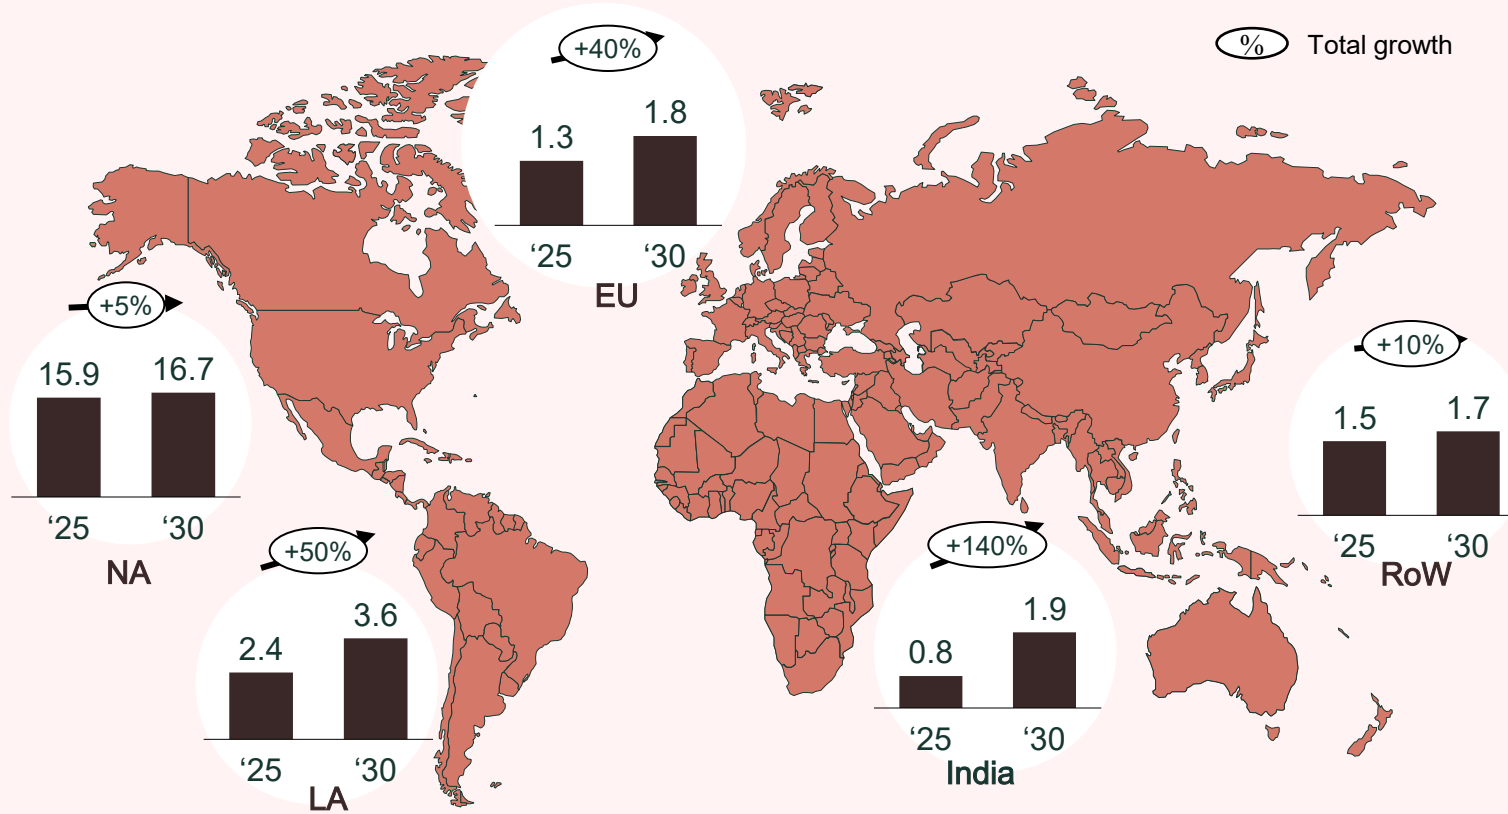 % Total growth
+40%
1.3 1.8
‘25 ‘30
EU
+5%
15.9 16.7
‘25 ‘30
NA
+10%
1.5 1.7
‘25 ‘30
RoW
+50%
2.4 3.6
‘25 ‘30
LA
+140%
0.8 1.9
‘25 ‘30
India